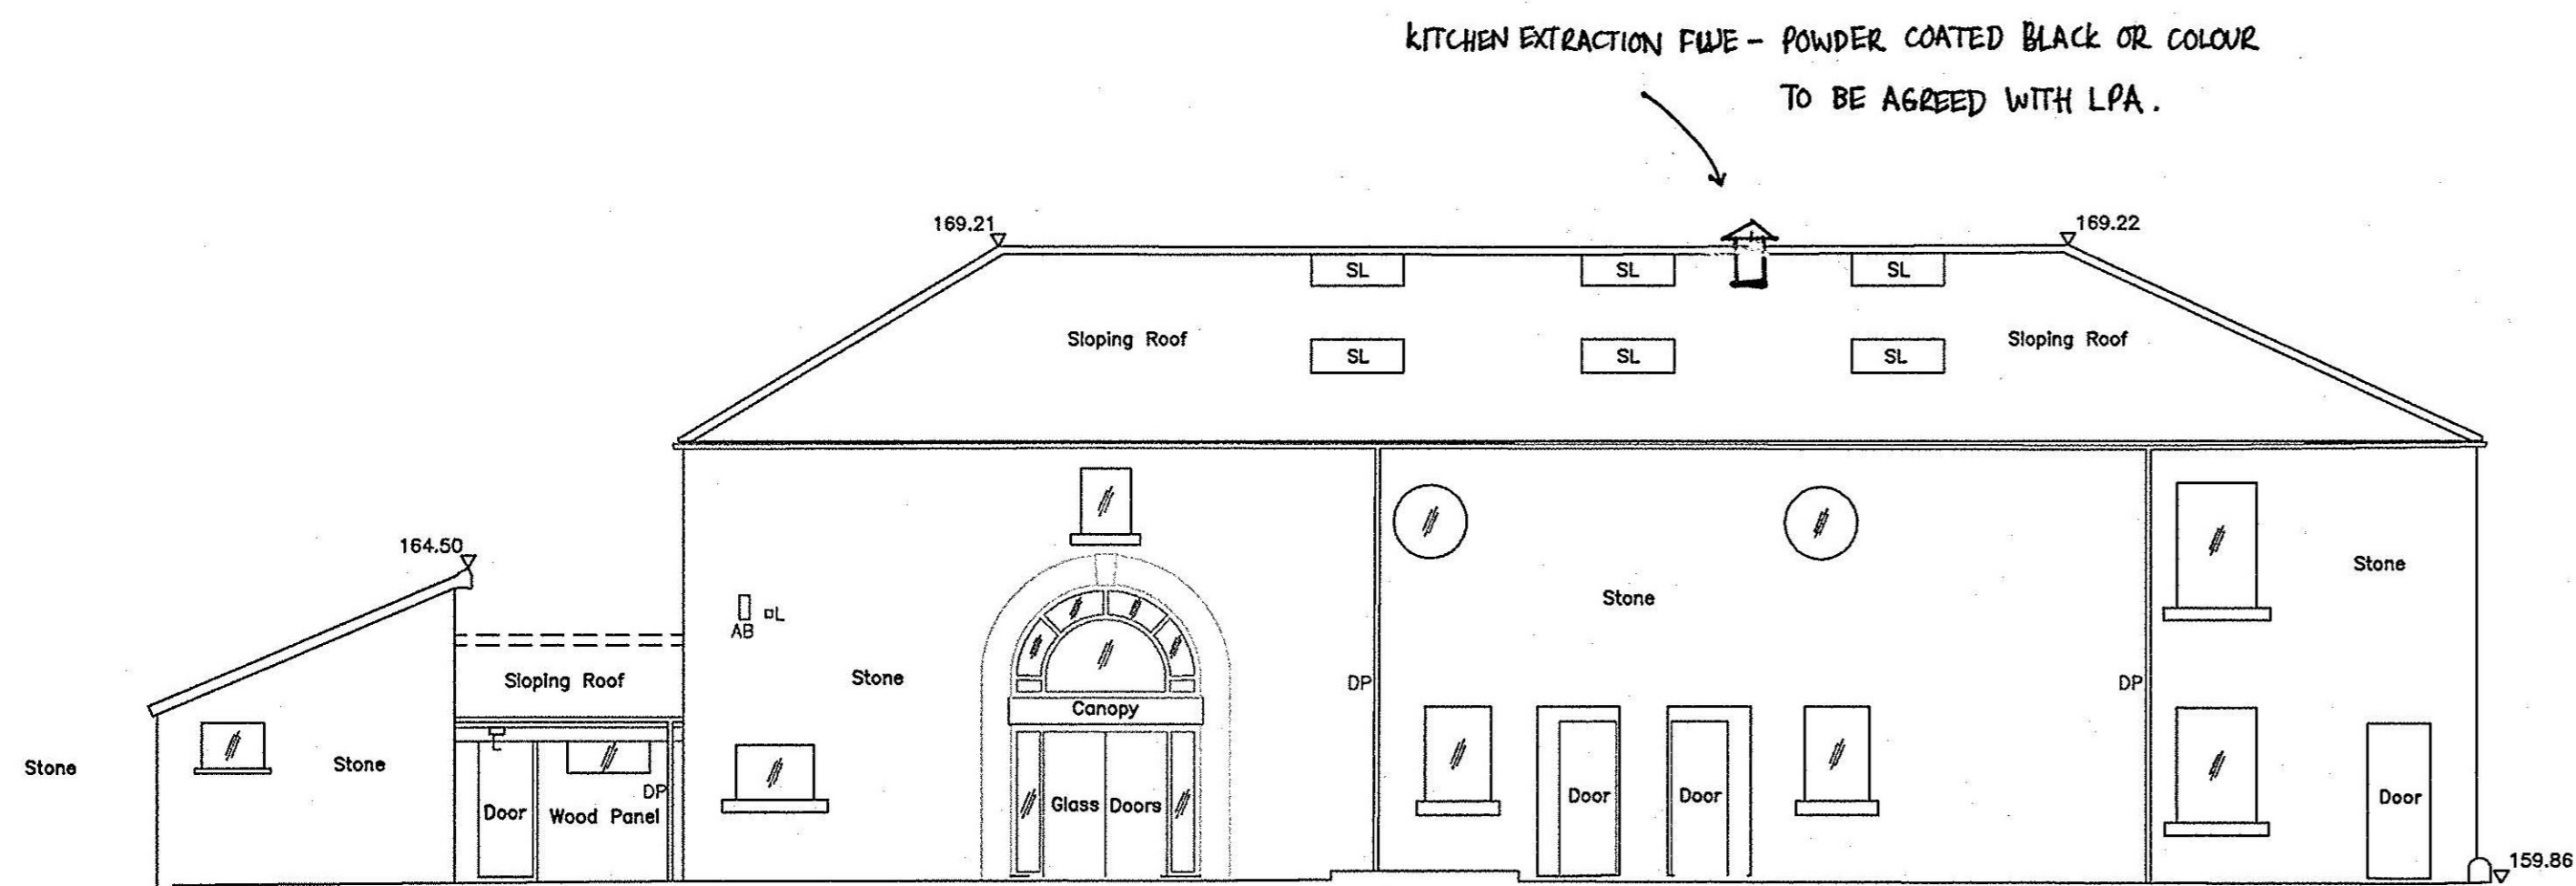 KITCHEN EXTRACTION FLUE - POWDER COATED BLACK OR COLOUR
TO BE AGREED WITH LPA.
169.21
169.22
SL SL SL
Sloping Roof
Sloping Roof
SL SL SL
164.50
Stone
Stone
AB
L
Sloping Roof
Stone
DP
DP
Canopy
Stone
Stone
DP
Door
Wood Panel
Glass Doors
Door
Door
Door
159.86